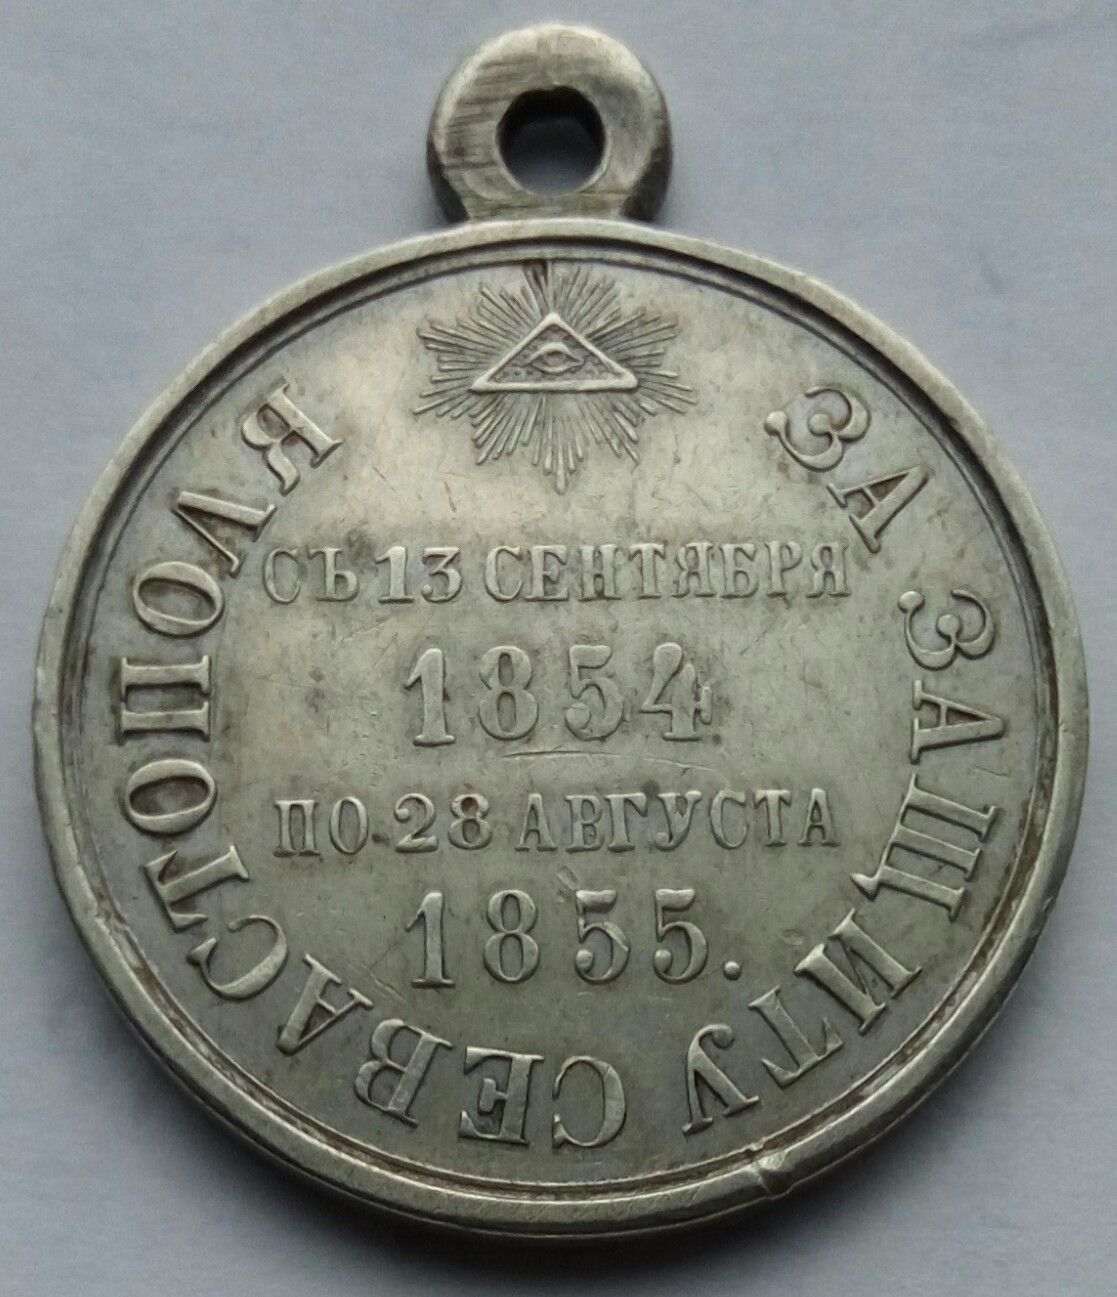 ЗА ЗАЩИТУ СЕВАСТОПОЛЯ
СЪ 13 СЕНТЯБРЯ
1854
ПО 28 АВГУСТА
1855.